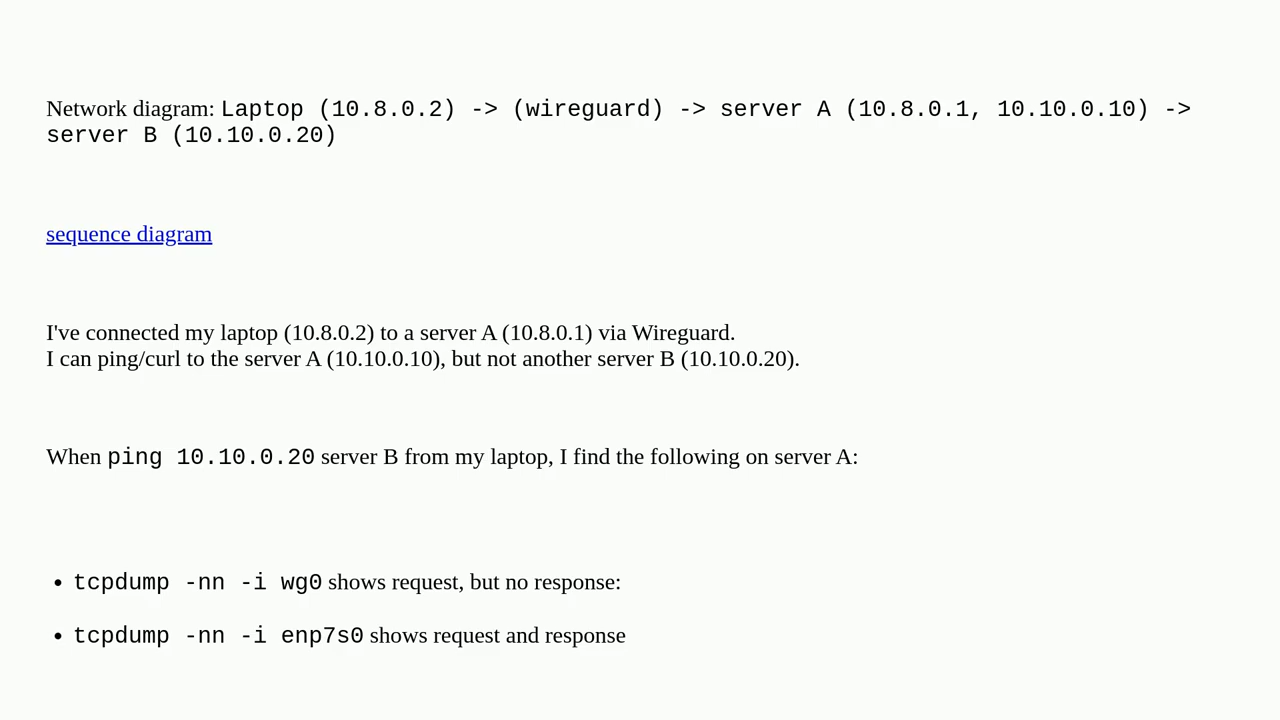 Network diagram: Laptop (10.8.0.2) -> (wireguard) -> server A (10.8.0.1, 10.10.0.10) ->
server B (10.10.0.20)
sequence diagram
I've connected my laptop (10.8.0.2) to a server A (10.8.0.1) via Wireguard.
I can ping/curl to the server A (10.10.0.10), but not another server B (10.10.0.20).
When ping 10.10.0.20 server B from my laptop, I find the following on server A:
• tcpdump -nn -i wg0 shows request, but no response:
• tcpdump -nn -i enp7s0 shows request and response